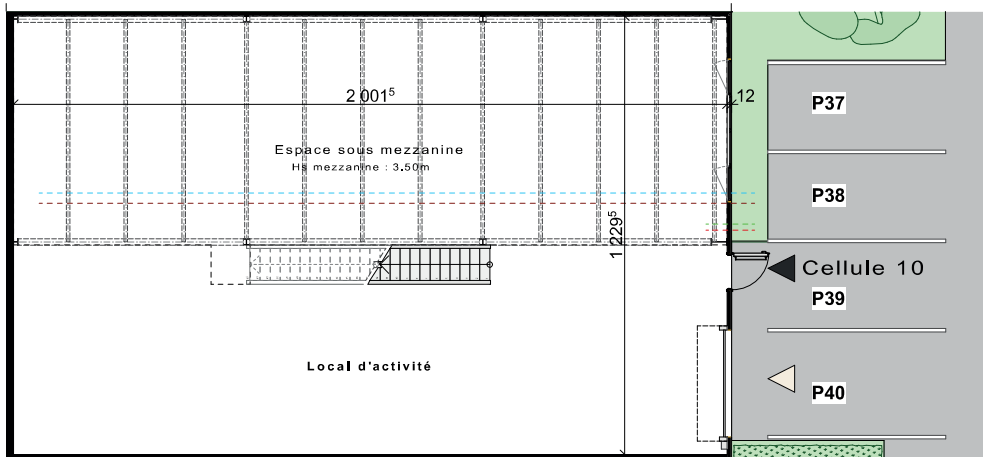 2 001⁵
12
P37
Espace sous mezzanine
Hs mezzanine : 3.50m
P38
1 229⁵
Cellule 10
P39
Local d'activité
P40